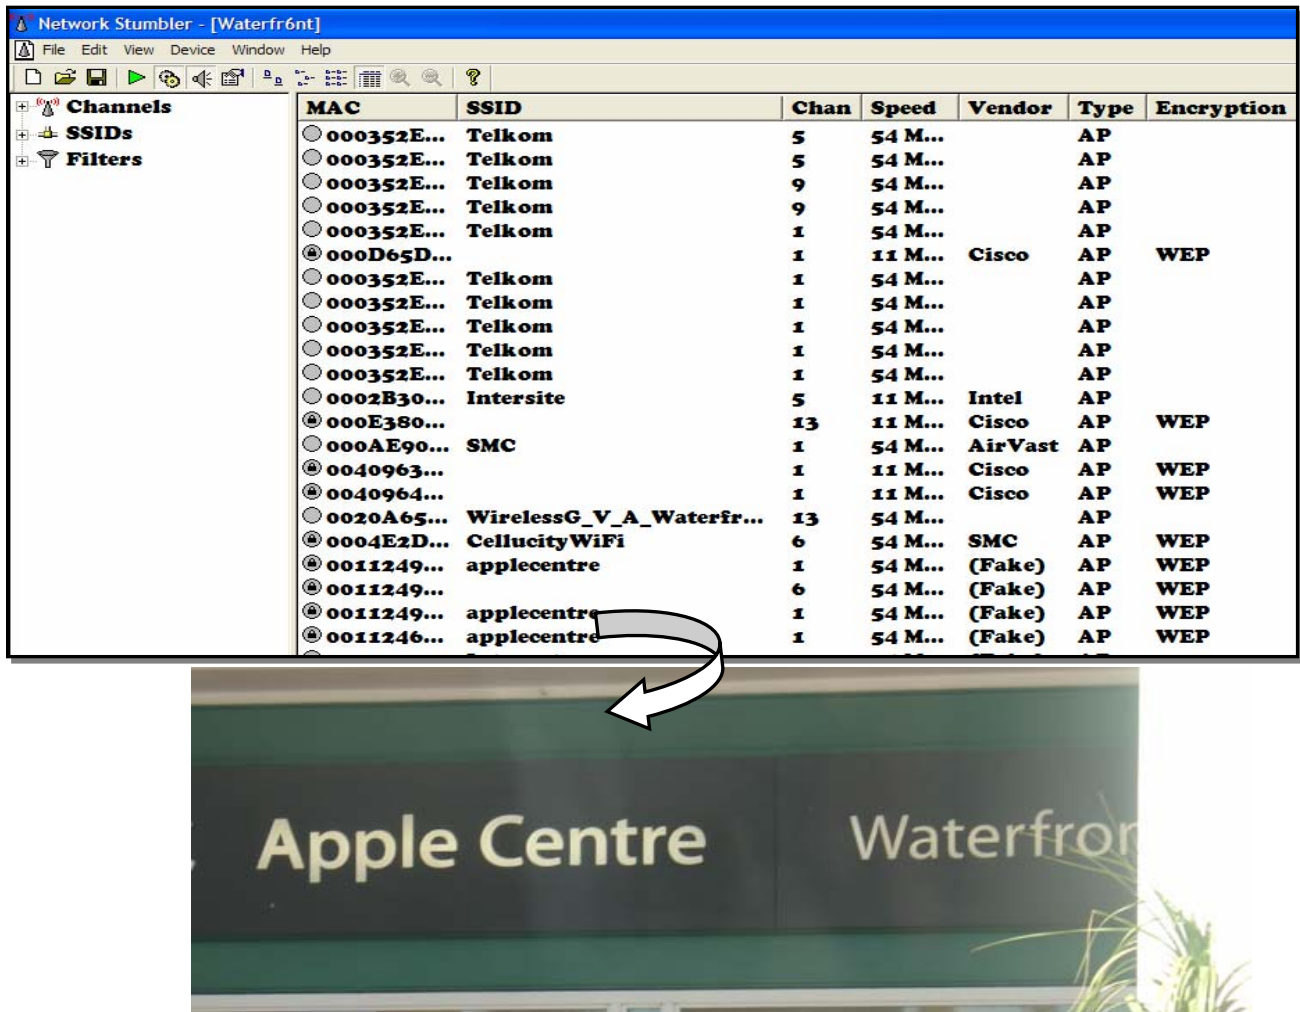 Network Stumbler - [Waterfr6nt]
File Edit View Device Window Help
Channels
SSIDs
Filters
MAC SSID Chan Speed Vendor Type Encryption
000352E... Telkom 5 54 M... AP
000352E... Telkom 5 54 M... AP
000352E... Telkom 9 54 M... AP
000352E... Telkom 9 54 M... AP
000352E... Telkom 1 54 M... AP
000D65D... 1 11 M... Cisco AP WEP
000352E... Telkom 1 54 M... AP
000352E... Telkom 1 54 M... AP
000352E... Telkom 1 54 M... AP
000352E... Telkom 1 54 M... AP
000352E... Telkom 1 54 M... AP
0002B30... Intersite 5 11 M... Intel AP
000E380... 13 11 M... Cisco AP WEP
000AE90... SMC 1 54 M... AirVast AP
0040963... 1 11 M... Cisco AP WEP
0040964... 1 11 M... Cisco AP WEP
0020A65... WirelessG_V_A_Waterfr... 13 54 M... AP
0004E2D... CellucityWiFi 6 54 M... SMC AP WEP
0011249... applecentre 1 54 M... (Fake) AP WEP
0011249... 6 54 M... (Fake) AP WEP
0011249... applecentre 1 54 M... (Fake) AP WEP
0011246... applecentre 1 54 M... (Fake) AP WEP
Apple Centre Waterfron